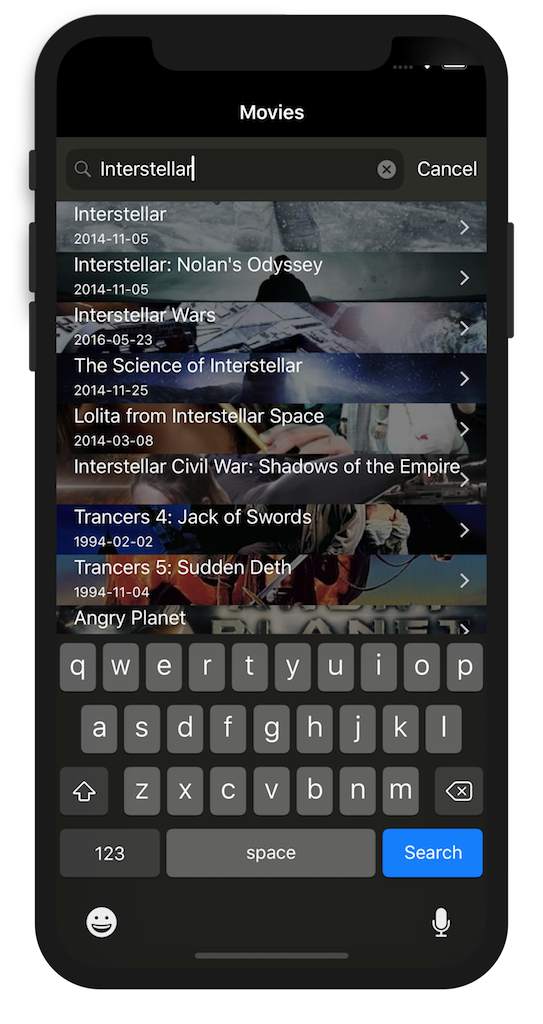 Movies
Interstellar
Cancel
Interstellar
2014-11-05
Interstellar: Nolan's Odyssey
2014-11-05
Interstellar Wars
2016-05-23
The Science of Interstellar
2014-11-25
Lolita from Interstellar Space
2014-03-08
Interstellar Civil War: Shadows of the Empire
Trancers 4: Jack of Swords
1994-02-02
Trancers 5: Sudden Deth
1994-11-04
Angry Planet
PLANET
q w e r t y u i o p
a s d f g h j k l
z x c v b n m
123 space Search